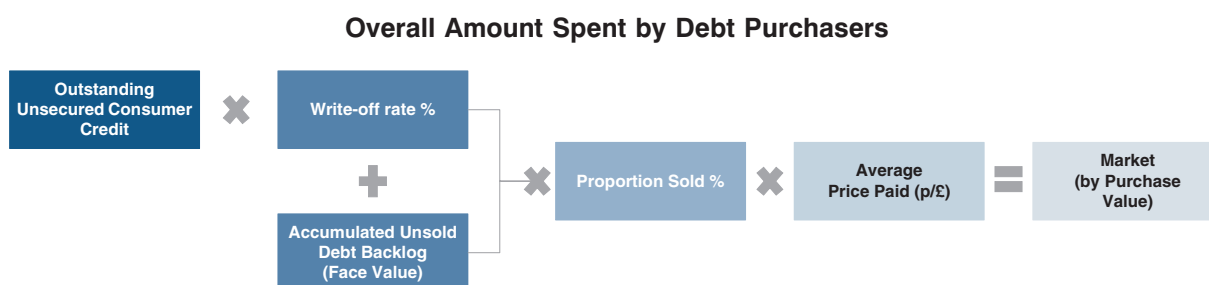 Overall Amount Spent by Debt Purchasers
Outstanding
Unsecured Consumer
Credit
Write-off rate %
Accumulated Unsold
Debt Backlog
(Face Value)
Proportion Sold %
Average
Price Paid (p/£)
Market
(by Purchase
Value)